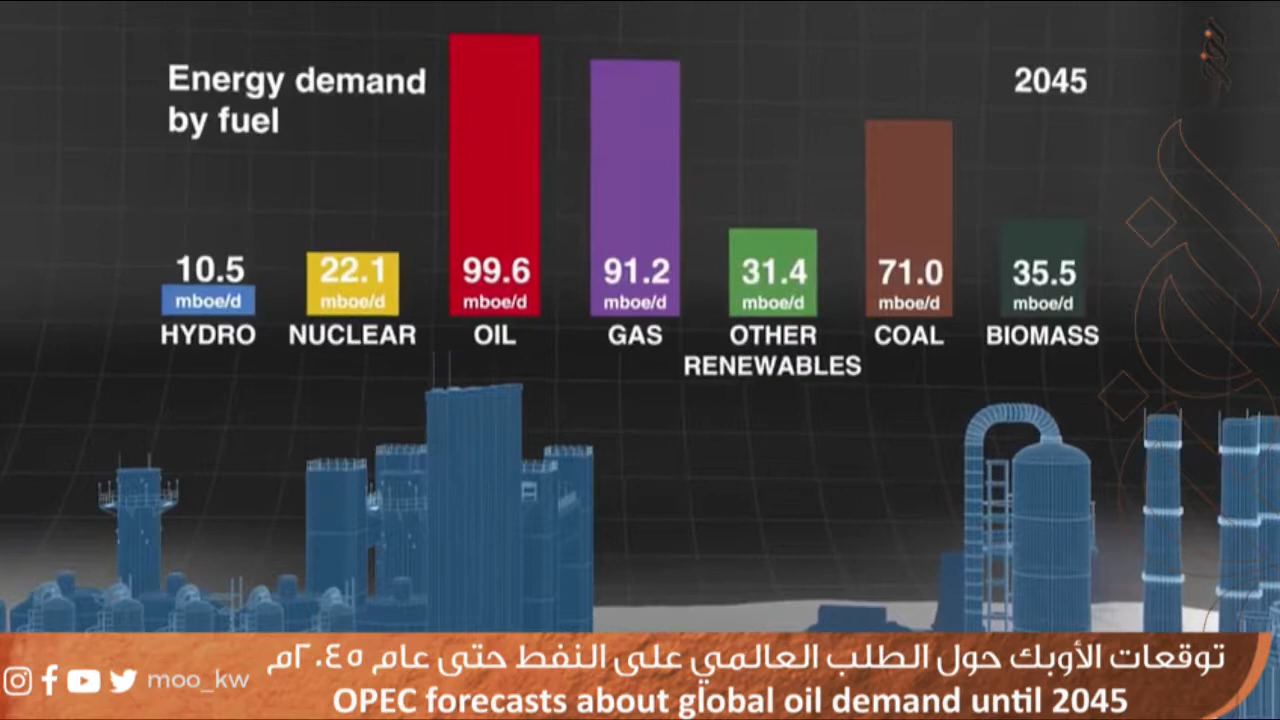 Energy demand
by fuel
2045
10.5
mboe/d
HYDRO
22.1
mboe/d
NUCLEAR
99.6
mboe/d
OIL
91.2
mboe/d
GAS
31.4
mboe/d
OTHER
RENEWABLES
71.0
mboe/d
COAL
35.5
mboe/d
BIOMASS
توقعات الأوبك حول الطلب العالمي على النفط حتى عام ٢٠٤٥م
moo_kw
OPEC forecasts about global oil demand until 2045